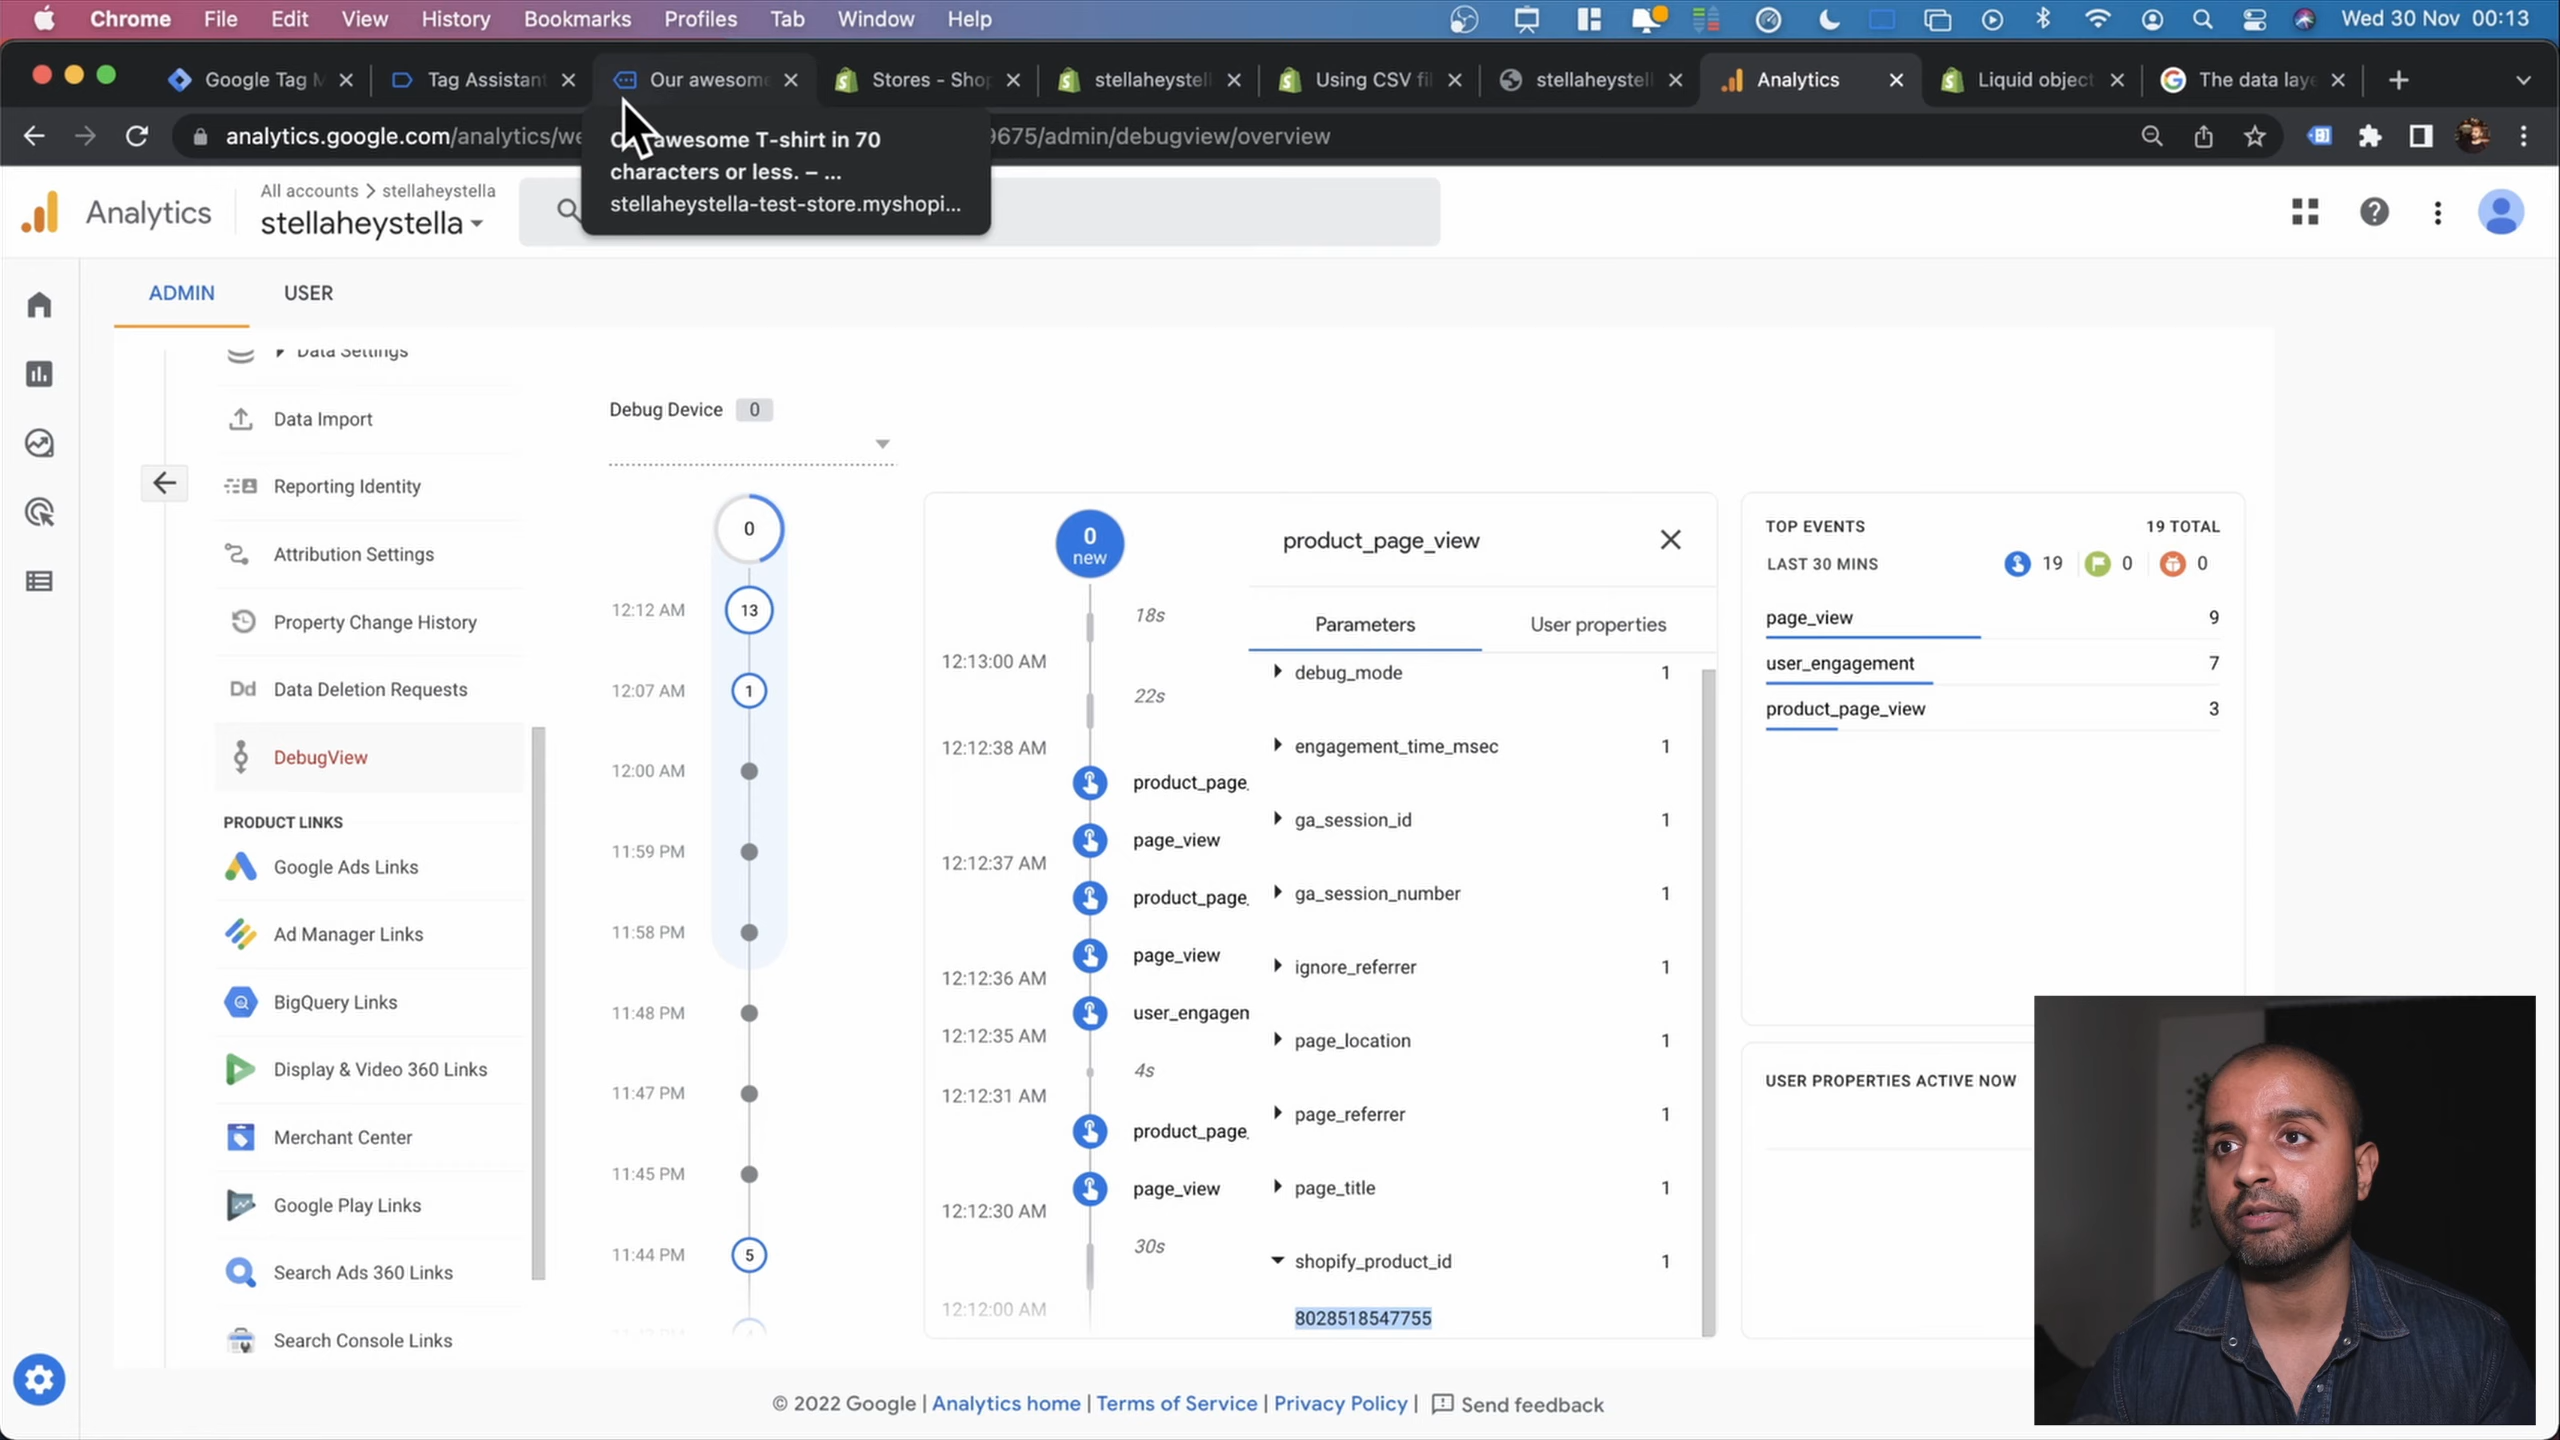 Chrome File Edit View History Bookmarks Profiles Tab Window Help Wed 30 Nov 00:13
Google Tag M Tag Assistant Our awesome Stores - Shop stellaheystell Using CSV fil stellaheystell Analytics Liquid object The data laye
analytics.google.com/analytics/we 9675/admin/debugview/overview
awesome T-shirt in 70
characters or less. – ...
stellaheystella-test-store.myshopi...
Analytics
All accounts > stellaheystella
stellaheystella
ADMIN USER
Data Settings
Data Import
Reporting Identity
Attribution Settings
Property Change History
Dd Data Deletion Requests
DebugView
PRODUCT LINKS
Google Ads Links
Ad Manager Links
BigQuery Links
Display & Video 360 Links
Merchant Center
Google Play Links
Search Ads 360 Links
Search Console Links
Debug Device 0
0
12:12 AM 13
12:07 AM 1
12:00 AM
11:59 PM
11:58 PM
11:48 PM
11:47 PM
11:45 PM
11:44 PM 5
0
new
18s
12:13:00 AM
22s
12:12:38 AM
product_page_
page_view
12:12:37 AM
product_page_
page_view
12:12:36 AM
user_engagen
12:12:35 AM
4s
12:12:31 AM
product_page_
page_view
12:12:30 AM
30s
12:12:00 AM
product_page_view
Parameters User properties
debug_mode 1
engagement_time_msec 1
ga_session_id 1
ga_session_number 1
ignore_referrer 1
page_location 1
page_referrer 1
page_title 1
shopify_product_id 1
8028518547755
TOP EVENTS 19 TOTAL
LAST 30 MINS 19 0 0
page_view 9
user_engagement 7
product_page_view 3
USER PROPERTIES ACTIVE NOW
© 2022 Google | Analytics home | Terms of Service | Privacy Policy | Send feedback